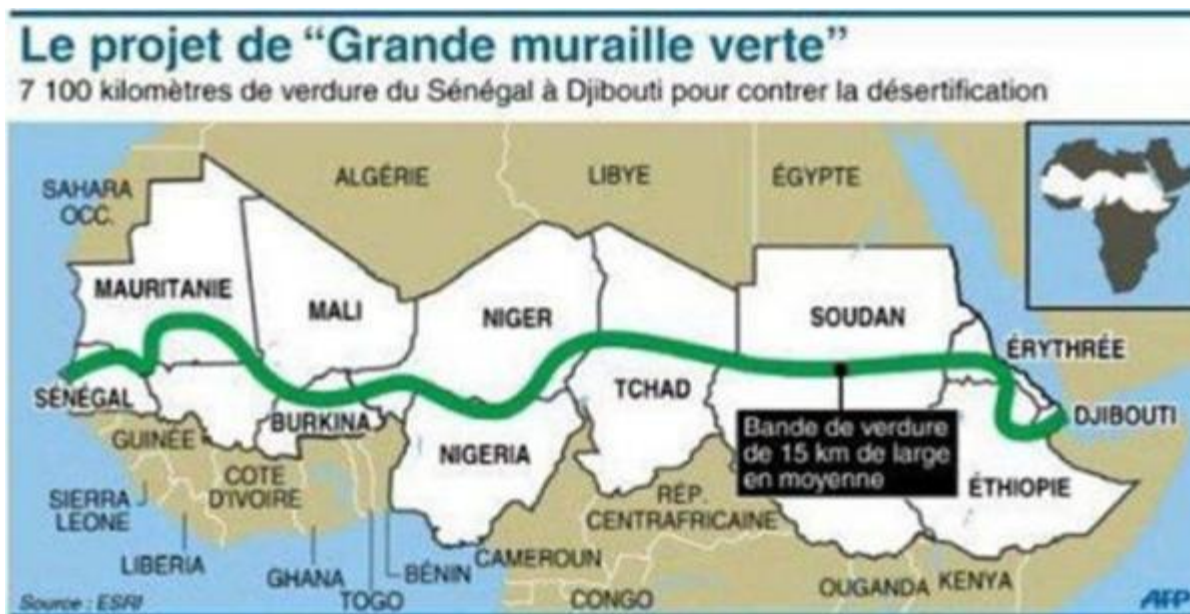 Le projet de “Grande muraille verte”
7 100 kilomètres de verdure du Sénégal à Djibouti pour contrer la désertification
SAHARA
OCC.
ALGÉRIE
LIBYE
ÉGYPTE
MAURITANIE
MALI
NIGER
SOUDAN
ÉRYTHRÉE
SÉNÉGAL
BURKINA
TCHAD
DJIBOUTI
GUINÉE
NIGERIA
Bande de verdure
de 15 km de large
en moyenne
COTE
D'IVOIRE
ÉTHIOPIE
SIERRA
LEONE
RÉP.
CENTRAFRICAINE
LIBERIA
GHANA
TOGO
BÉNIN
CAMEROUN
CONGO
OUGANDA
KENYA
Source : ESRI
AFP